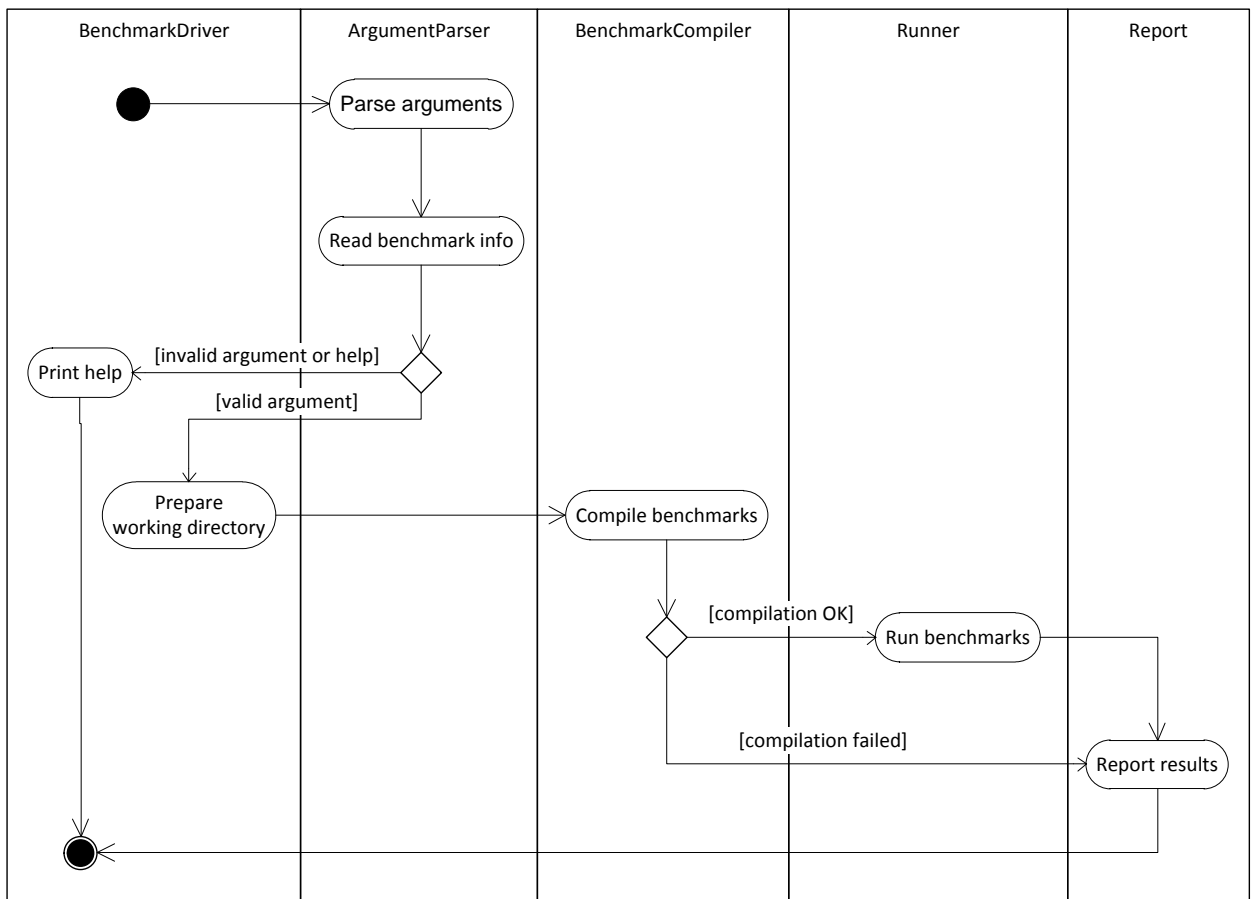 BenchmarkDriver
ArgumentParser
BenchmarkCompiler
Runner
Report
Parse arguments
Read benchmark info
[invalid argument or help]
Print help
[valid argument]
Prepare
working directory
Compile benchmarks
[compilation OK]
Run benchmarks
[compilation failed]
Report results